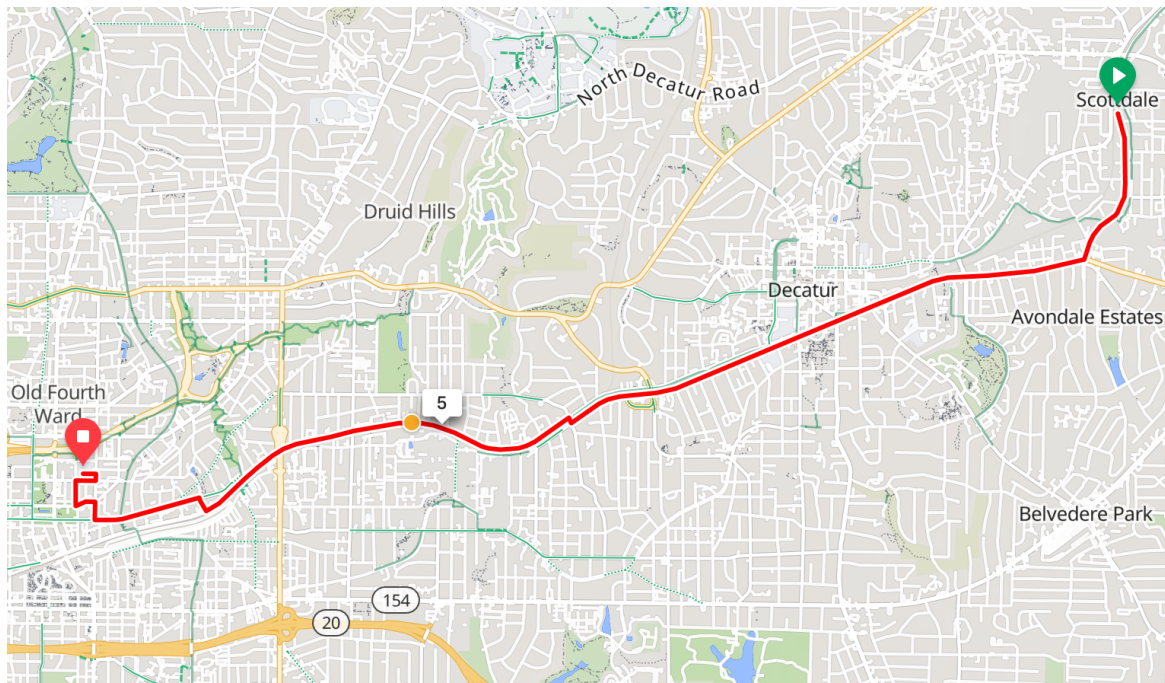 North Decatur Road
Scottdale
Druid Hills
Decatur
Avondale Estates
Old Fourth
Ward
5
Belvedere Park
154
20